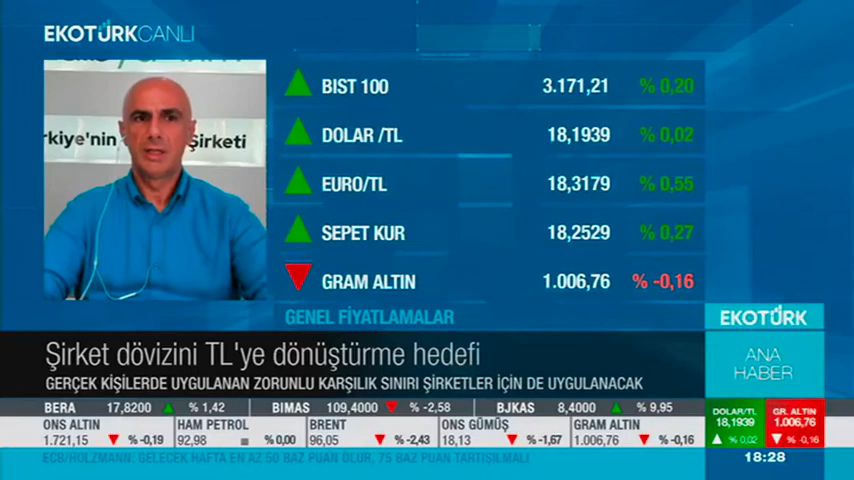 EKOTÜRK CANLI
rkiye'nin Şirketi
BIST 100 3.171,21 % 0,20
DOLAR /TL 18,1939 % 0,02
EURO/TL 18,3179 % 0,55
SEPET KUR 18,2529 % 0,27
GRAM ALTIN 1.006,76 % -0,16
GENEL FİYATLAMALAR
EKOTÜRK
ANA
HABER
Şirket dövizini TL'ye dönüştürme hedefi
GERÇEK KİŞİLERDE UYGULANAN ZORUNLU KARŞILIK SINIRI ŞİRKETLER İÇİN DE UYGULANACAK
BERA 17,8200 % 1,42 BIMAS 109,4000 % -2,58 BJKAS 8,4000 % 9,95
ONS ALTIN HAM PETROL BRENT ONS GÜMÜŞ GRAM ALTIN
1.721,15 % -0,19 92,98 % 0,00 96,05 % -2,43 18,13 % -1,67 1.006,76 % -0,16
DOLAR/TL GR. ALTIN
18,1939 1.006,76
% 0,02 % -0,16
ECB/HOLZMANN: GELECEK HAFTA EN AZ 50 BAZ PUAN OLUR, 75 BAZ PUAN TARTIŞILMALI
18:28